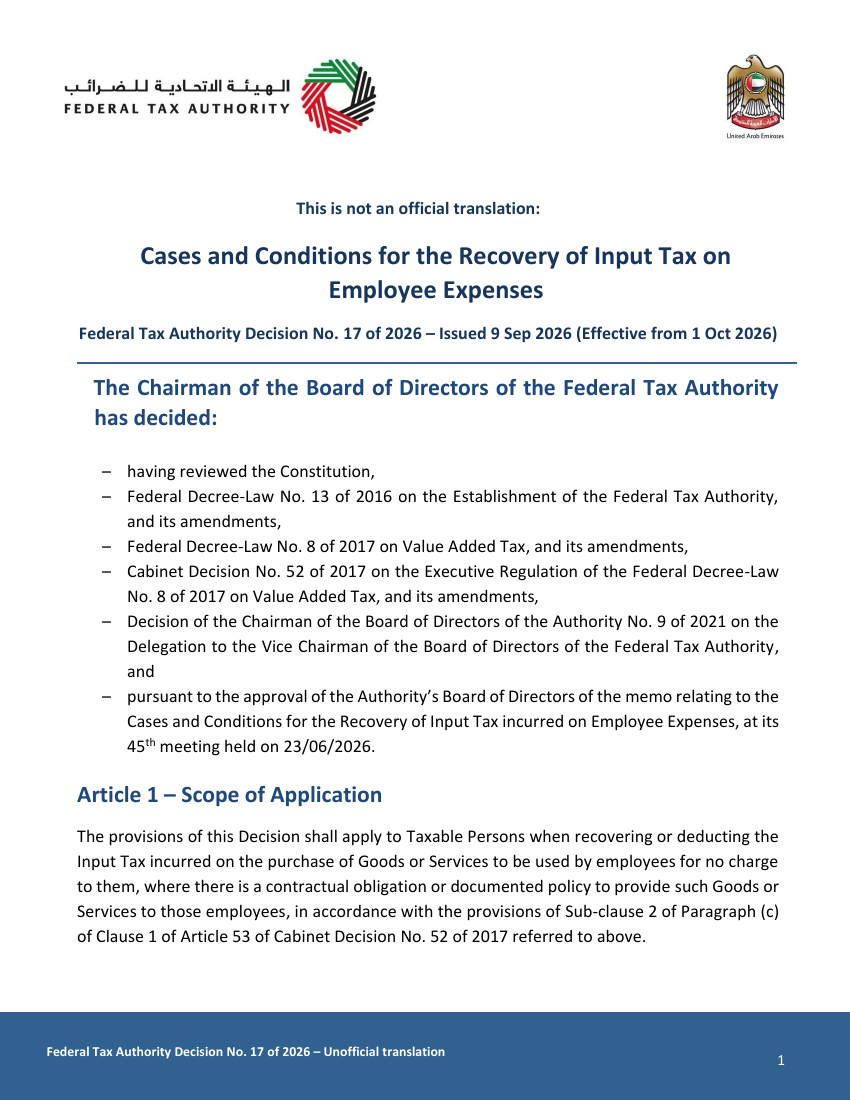 الهيئة الاتحادية للضرائب
FEDERAL TAX AUTHORITY
United Arab Emirates
This is not an official translation:
Cases and Conditions for the Recovery of Input Tax on
Employee Expenses
Federal Tax Authority Decision No. 17 of 2026 – Issued 9 Sep 2026 (Effective from 1 Oct 2026)
The Chairman of the Board of Directors of the Federal Tax Authority
has decided:
– having reviewed the Constitution,
– Federal Decree-Law No. 13 of 2016 on the Establishment of the Federal Tax Authority,
and its amendments,
– Federal Decree-Law No. 8 of 2017 on Value Added Tax, and its amendments,
– Cabinet Decision No. 52 of 2017 on the Executive Regulation of the Federal Decree-Law
No. 8 of 2017 on Value Added Tax, and its amendments,
– Decision of the Chairman of the Board of Directors of the Authority No. 9 of 2021 on the
Delegation to the Vice Chairman of the Board of Directors of the Federal Tax Authority,
and
– pursuant to the approval of the Authority’s Board of Directors of the memo relating to the
Cases and Conditions for the Recovery of Input Tax incurred on Employee Expenses, at its
45th meeting held on 23/06/2026.
Article 1 – Scope of Application
The provisions of this Decision shall apply to Taxable Persons when recovering or deducting the
Input Tax incurred on the purchase of Goods or Services to be used by employees for no charge
to them, where there is a contractual obligation or documented policy to provide such Goods or
Services to those employees, in accordance with the provisions of Sub-clause 2 of Paragraph (c)
of Clause 1 of Article 53 of Cabinet Decision No. 52 of 2017 referred to above.
Federal Tax Authority Decision No. 17 of 2026 – Unofficial translation
1